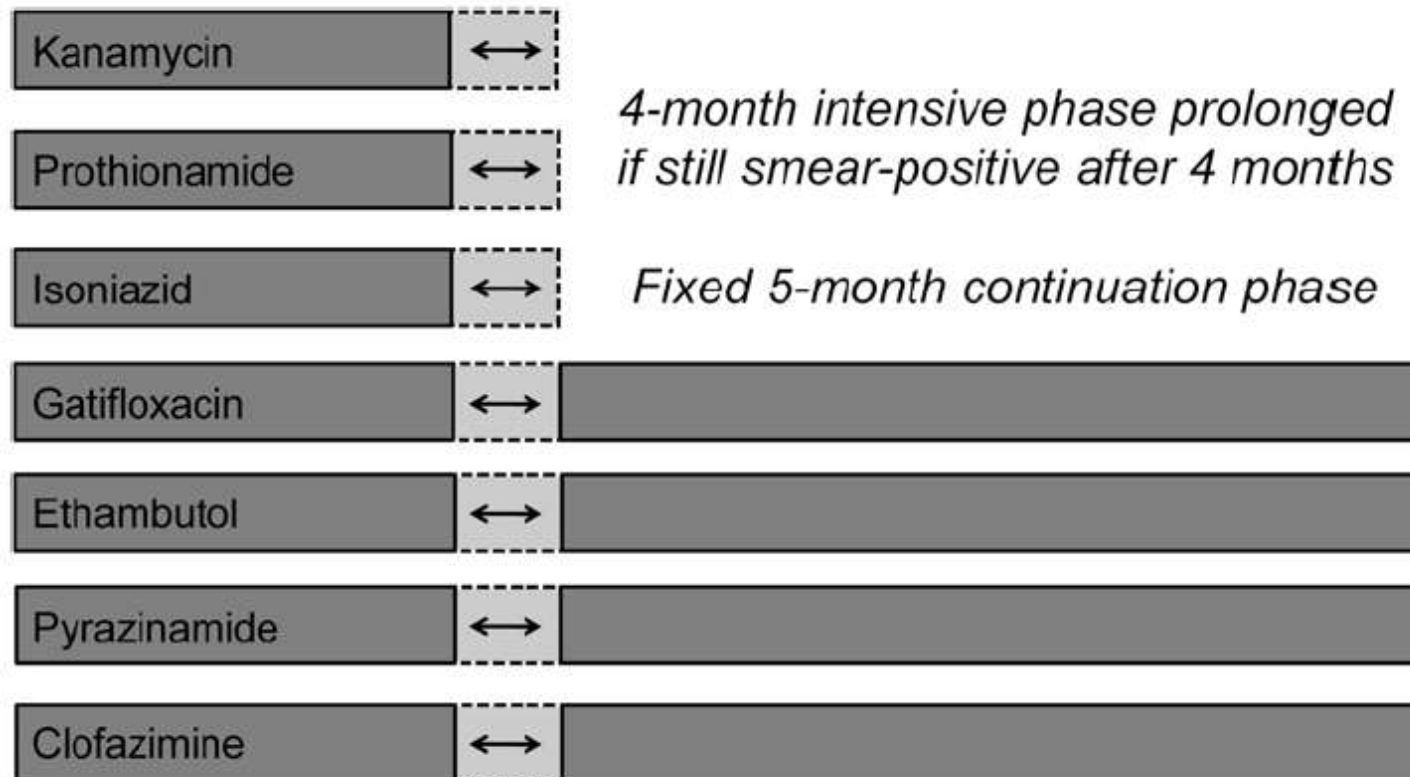 Kanamycin
4-month intensive phase prolonged
if still smear-positive after 4 months
Prothionamide
Isoniazid
Fixed 5-month continuation phase
Gatifloxacin
Ethambutol
Pyrazinamide
Clofazimine